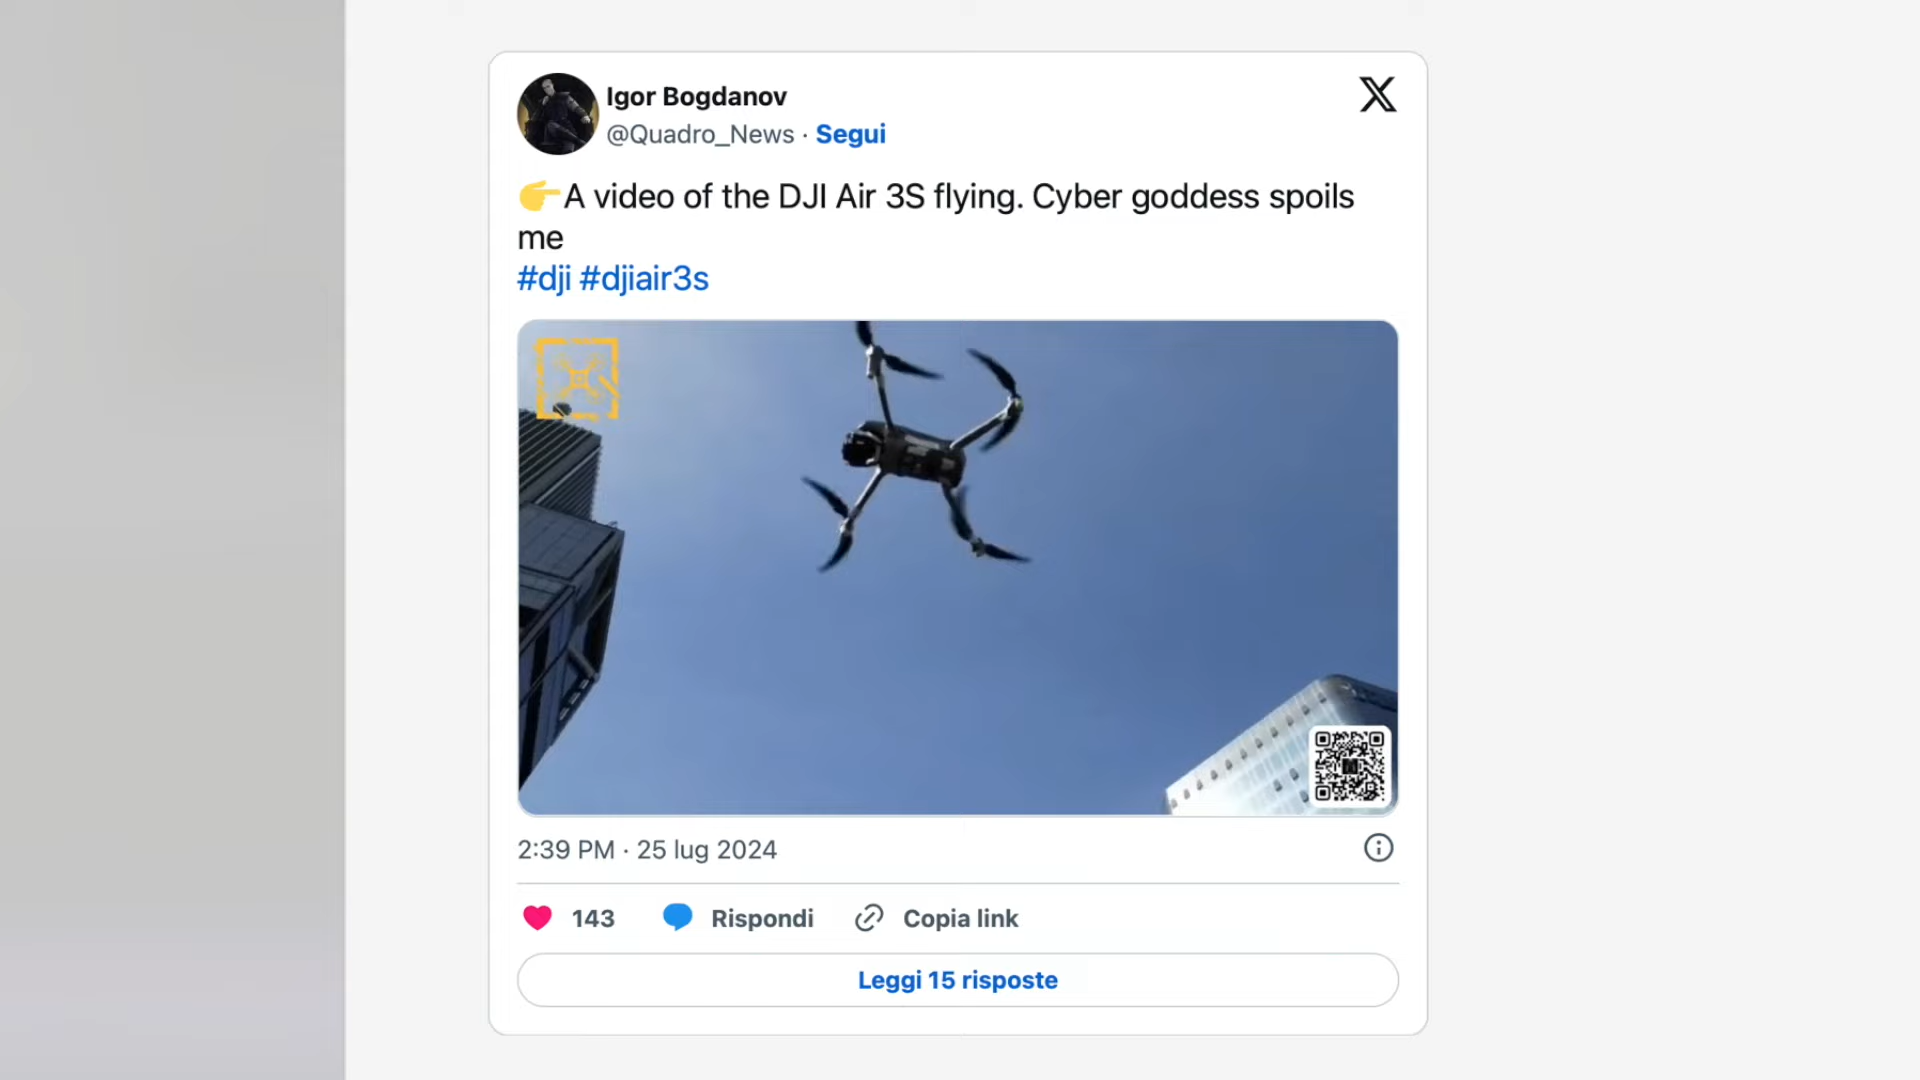 Igor Bogdanov
@Quadro_News · Segui
👉A video of the DJI Air 3S flying. Cyber goddess spoils
me
#dji #djiair3s
2:39 PM · 25 lug 2024
143 Rispondi Copia link
Leggi 15 risposte